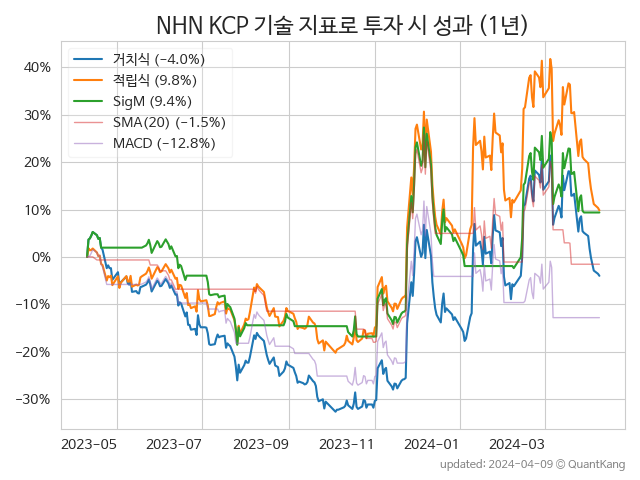 NHN KCP 기술 지표로 투자 시 성과 (1년)
거치식 (−4.0%)
적립식 (9.8%)
SigM (9.4%)
SMA(20) (−1.5%)
MACD (−12.8%)
40%
30%
20%
10%
0%
−10%
−20%
−30%
2023-05 2023-07 2023-09 2023-11 2024-01 2024-03
updated: 2024-04-09 © QuantKang